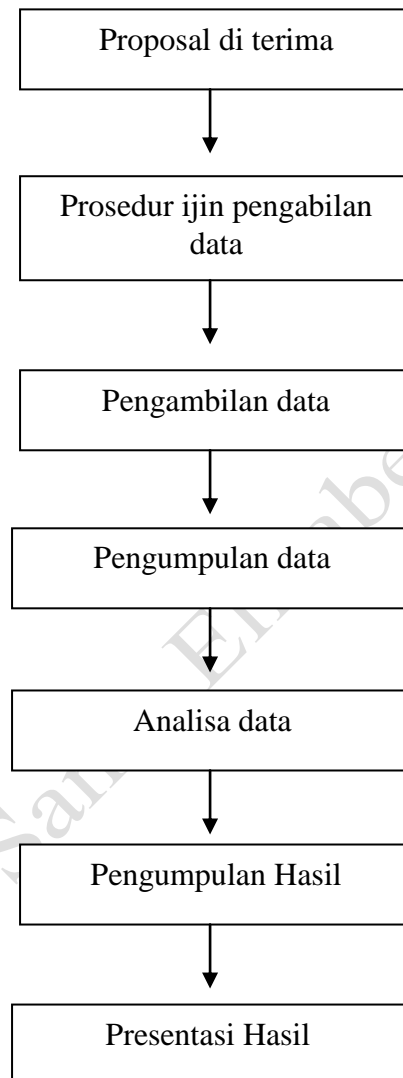 Proposal di terima
Prosedur ijin pengabilan
data
Pengambilan data
Pengumpulan data
Analisa data
Pengumpulan Hasil
Presentasi Hasil